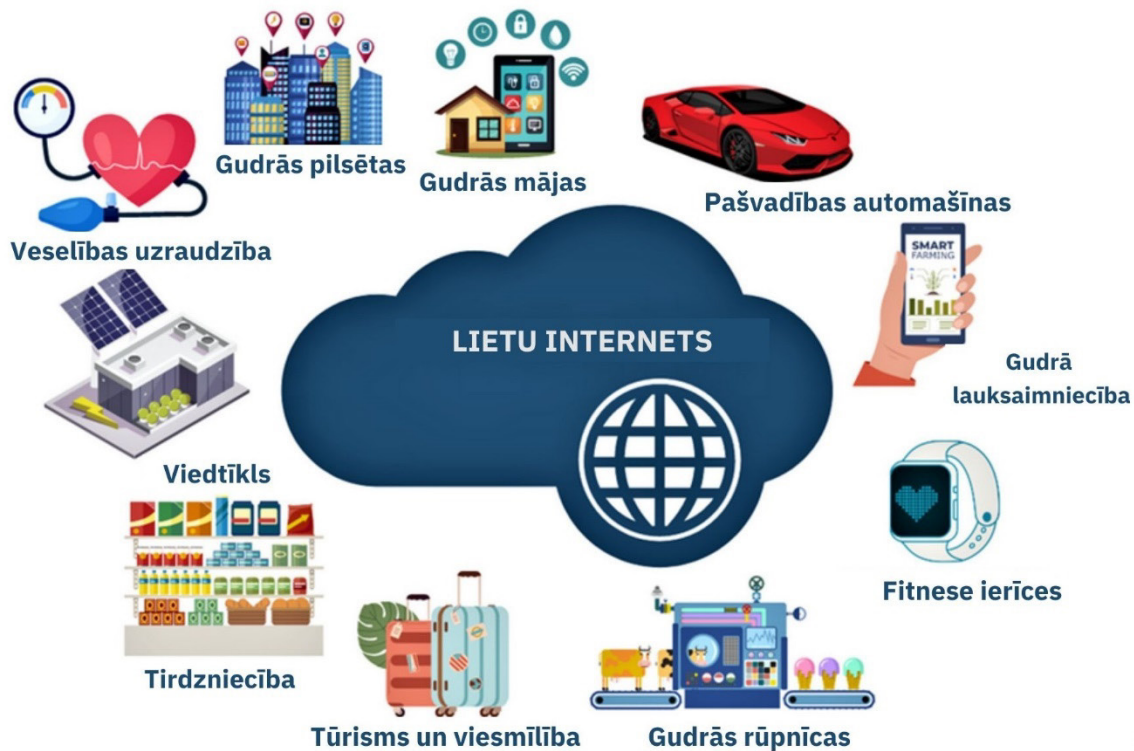 Gudrās pilsētas
Gudrās mājas
Pašvadības automašīnas
Veselības uzraudzība
SMART
FARMING
LIETU INTERNETS
Gudrā
lauksaimniecība
Viedtīkls
Fitnese ierīces
Tirdzniecība
Tūrisms un viesmīlība
Gudrās rūpnīcas